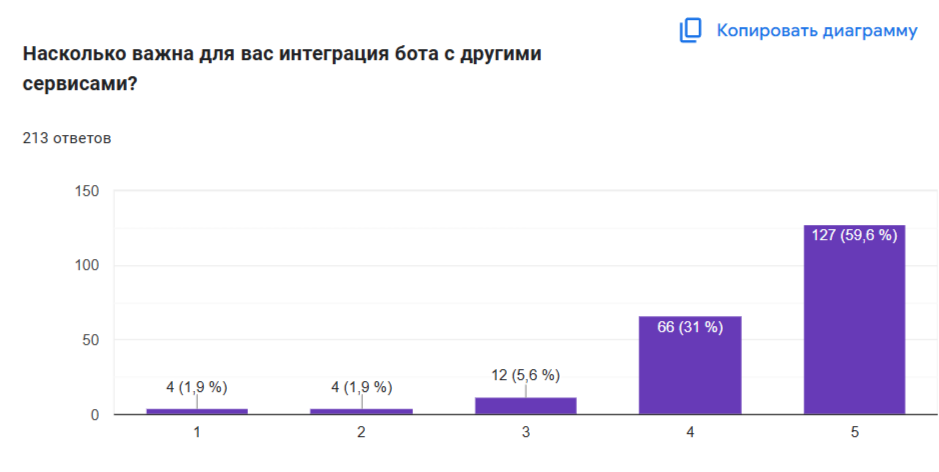 Копировать диаграмму
Насколько важна для вас интеграция бота с другими
сервисами?
213 ответов
150
100
50
0
4 (1,9 %)
4 (1,9 %)
12 (5,6 %)
66 (31 %)
127 (59,6 %)
1
2
3
4
5